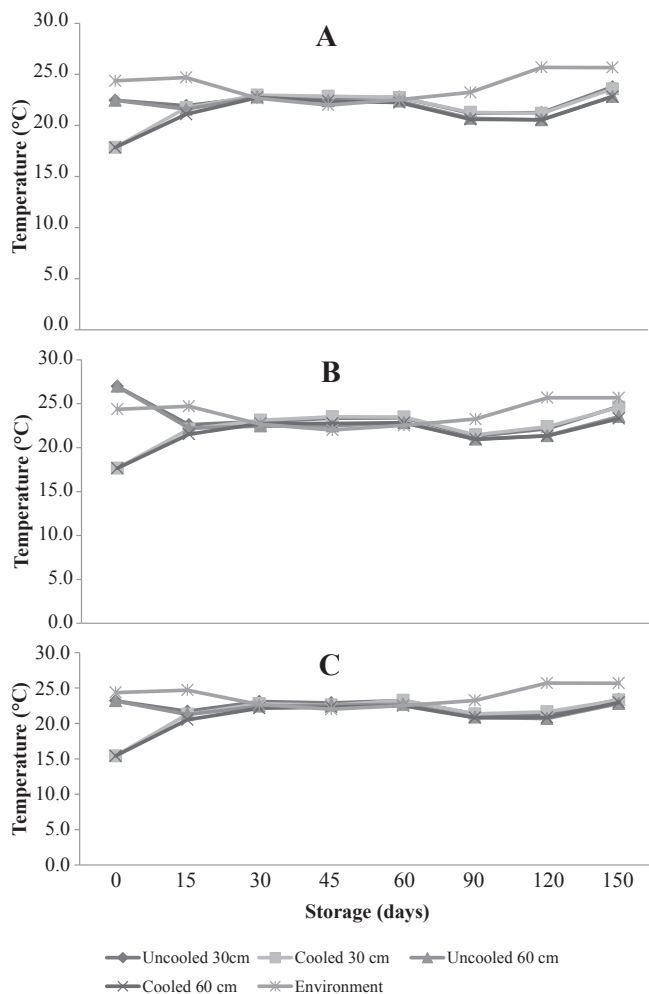 A
30.0
25.0
20.0
15.0
10.0
5.0
0.0
Temperature (°C)
B
30.0
25.0
20.0
15.0
10.0
5.0
0.0
Temperature (°C)
C
30.0
25.0
20.0
15.0
10.0
5.0
0.0
Temperature (°C)
0 15 30 45 60 90 120 150
Storage (days)
Uncooled 30cm Cooled 30 cm Uncooled 60 cm
Cooled 60 cm Environment